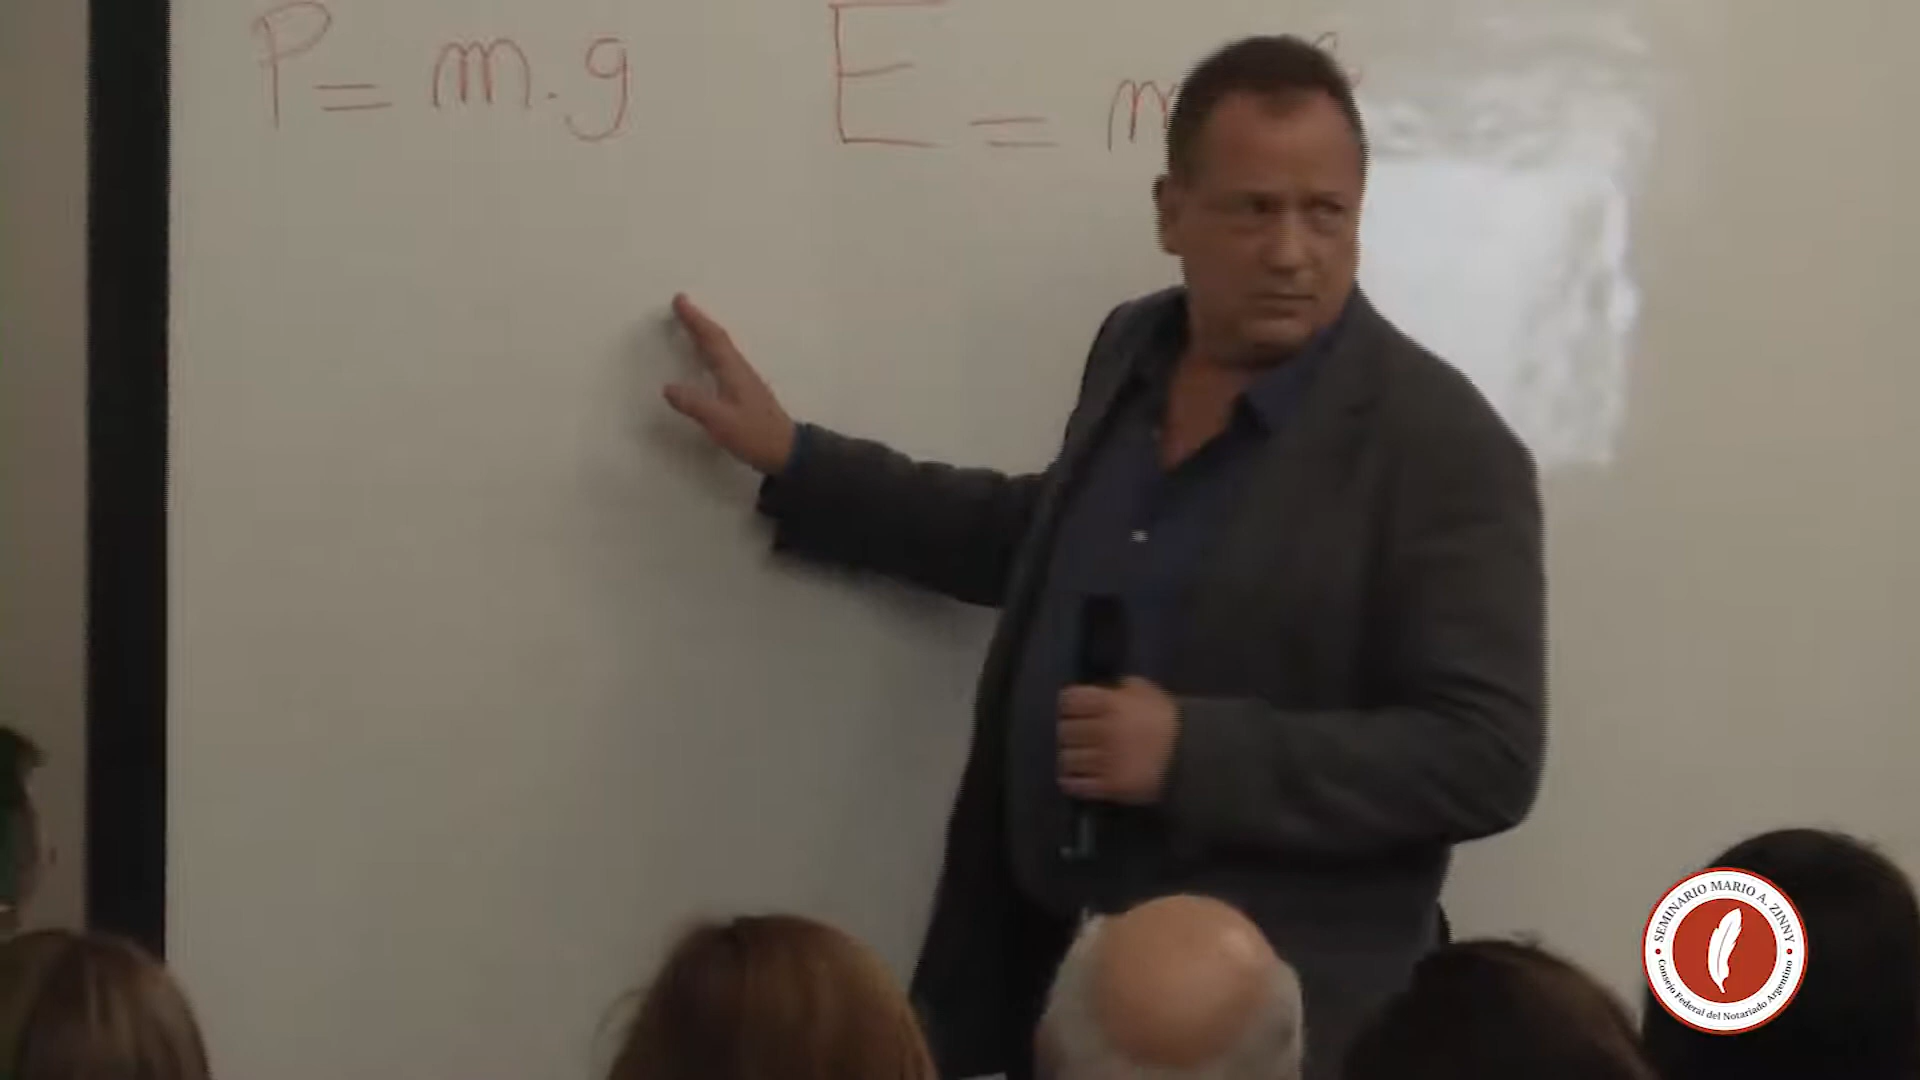 P = m.g E = m
SEMINARIO MARIO A. ZINNY
Consejo Federal del Notariado Argentino